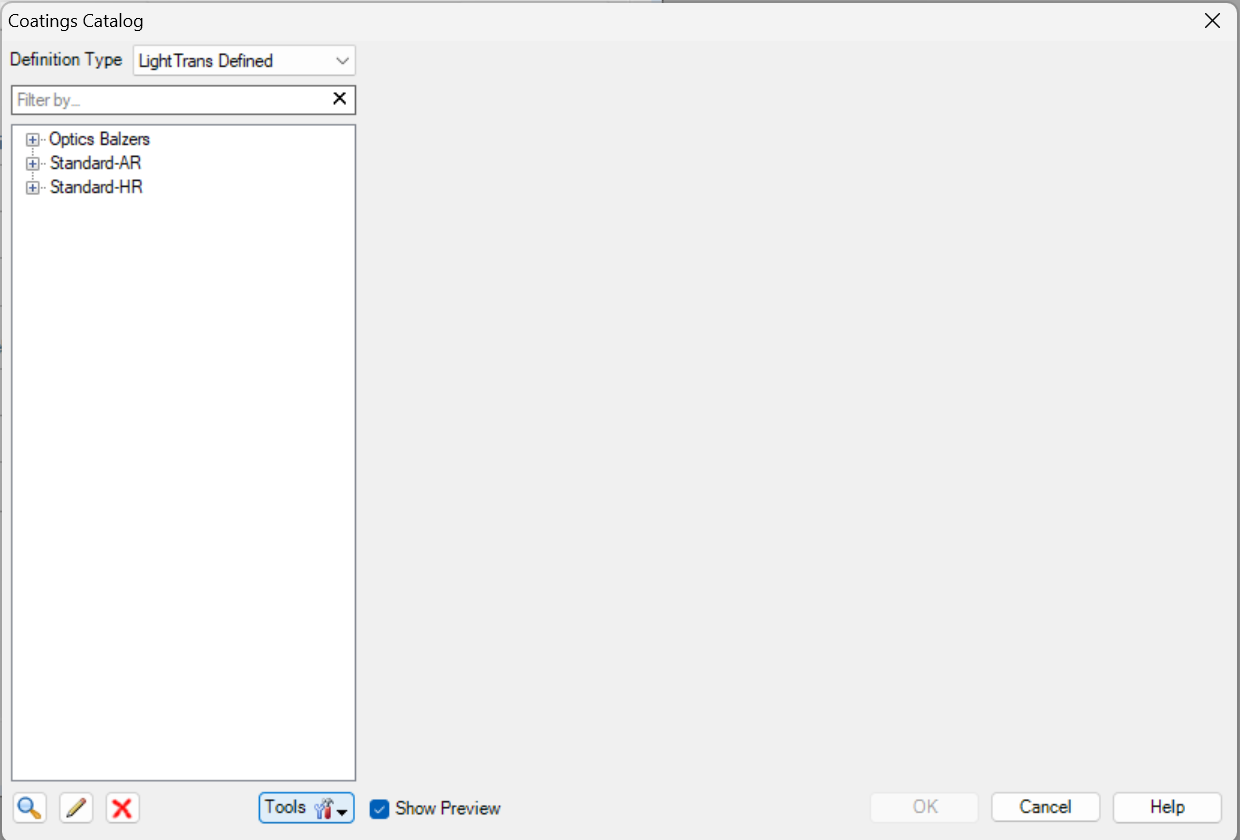 Coatings Catalog
Definition Type LightTrans Defined
Filter by...
Optics Balzers
Standard-AR
Standard-HR
Tools Show Preview OK Cancel Help